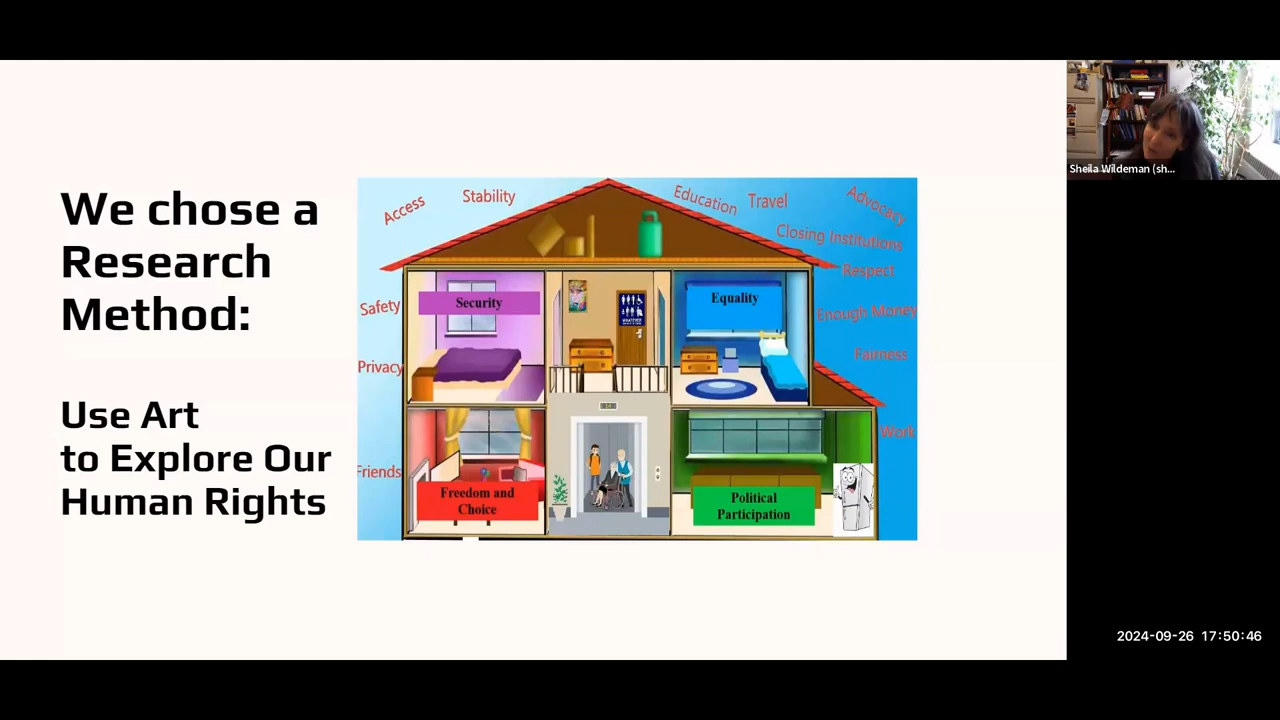 We chose a
Research
Method:
Use Art
to Explore Our
Human Rights
Access
Stability
Education
Travel
Advocacy
Closing Institutions
Respect
Enough Money
Fairness
Work
Safety
Privacy
Friends
Security
Equality
WHATEVER
Freedom and
Choice
Political
Participation
Sheila Wildeman (sh...
2024-09-26 17:50:46